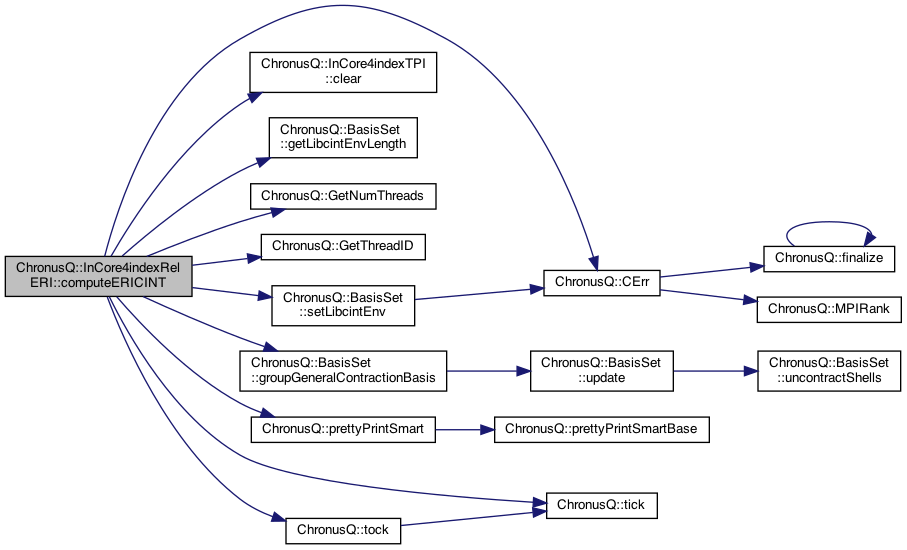 ChronusQ::InCore4indexRel
ERI::computeERICINT
ChronusQ::InCore4indexTPI
::clear
ChronusQ::BasisSet
::getLibcintEnvLength
ChronusQ::GetNumThreads
ChronusQ::GetThreadID
ChronusQ::BasisSet
::setLibcintEnv
ChronusQ::BasisSet
::groupGeneralContractionBasis
ChronusQ::prettyPrintSmart
ChronusQ::tock
ChronusQ::CErr
ChronusQ::BasisSet
::update
ChronusQ::prettyPrintSmartBase
ChronusQ::tick
ChronusQ::finalize
ChronusQ::MPIRank
ChronusQ::BasisSet
::uncontractShells